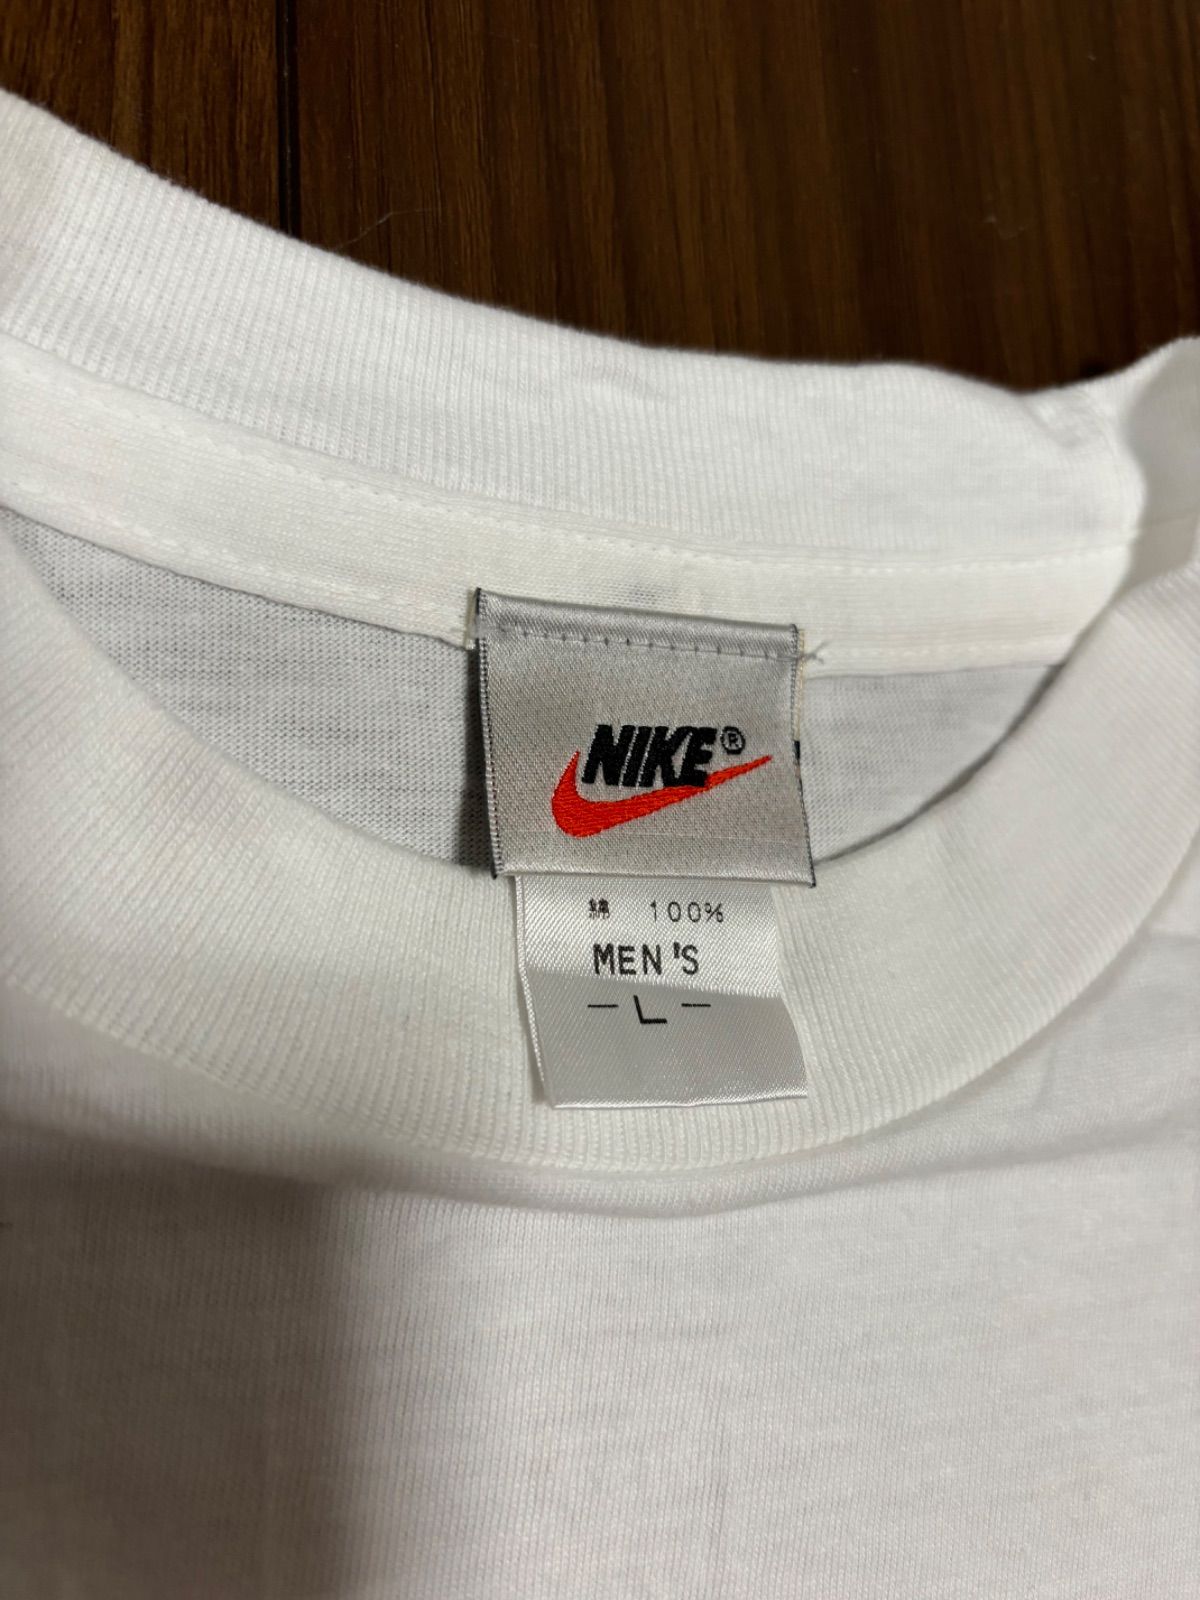 NIKE®
綿 100%
MEN'S
-L-